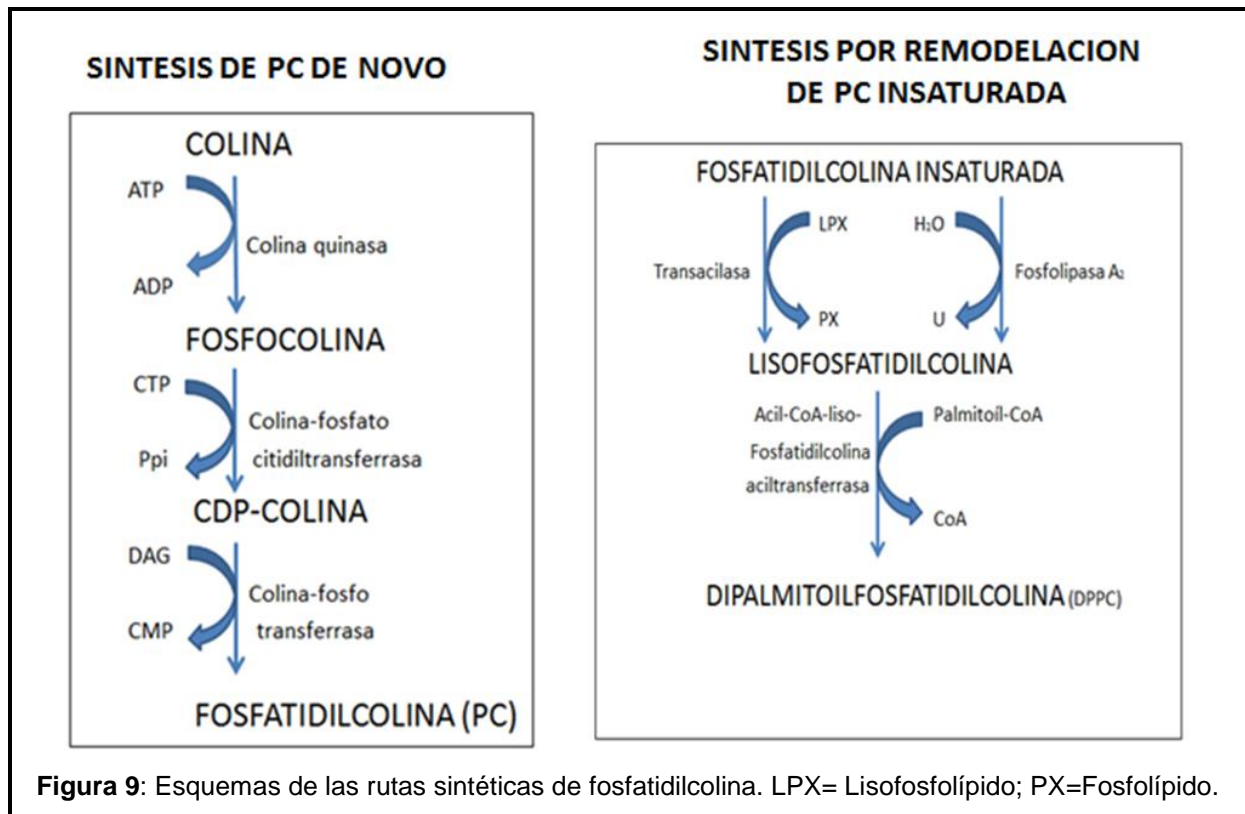 SINTESIS DE PC DE NOVO
COLINA
ATP
Colina quinasa
ADP
FOSFOCOLINA
CTP
Colina-fosfato
Ppi
citidiltransferrasa
CDP-COLINA
DAG
Colina-fosfo
CMP
transferrasa
FOSFATIDILCOLINA (PC)
SINTESIS POR REMODELACION
DE PC INSATURADA
FOSFATIDILCOLINA INSATURADA
LPX
H₂O
Transacilasa
Fosfolipasa A₂
PX
U
LISOFOSFATIDILCOLINA
Acil-CoA-liso-
Palmitoíl-CoA
Fosfatidilcolina
aciltransferrasa
CoA
DIPALMITOILFOSFATIDILCOLINA (DPPC)
Figura 9: Esquemas de las rutas sintéticas de fosfatidilcolina. LPX= Lisofosfolípido; PX=Fosfolípido.